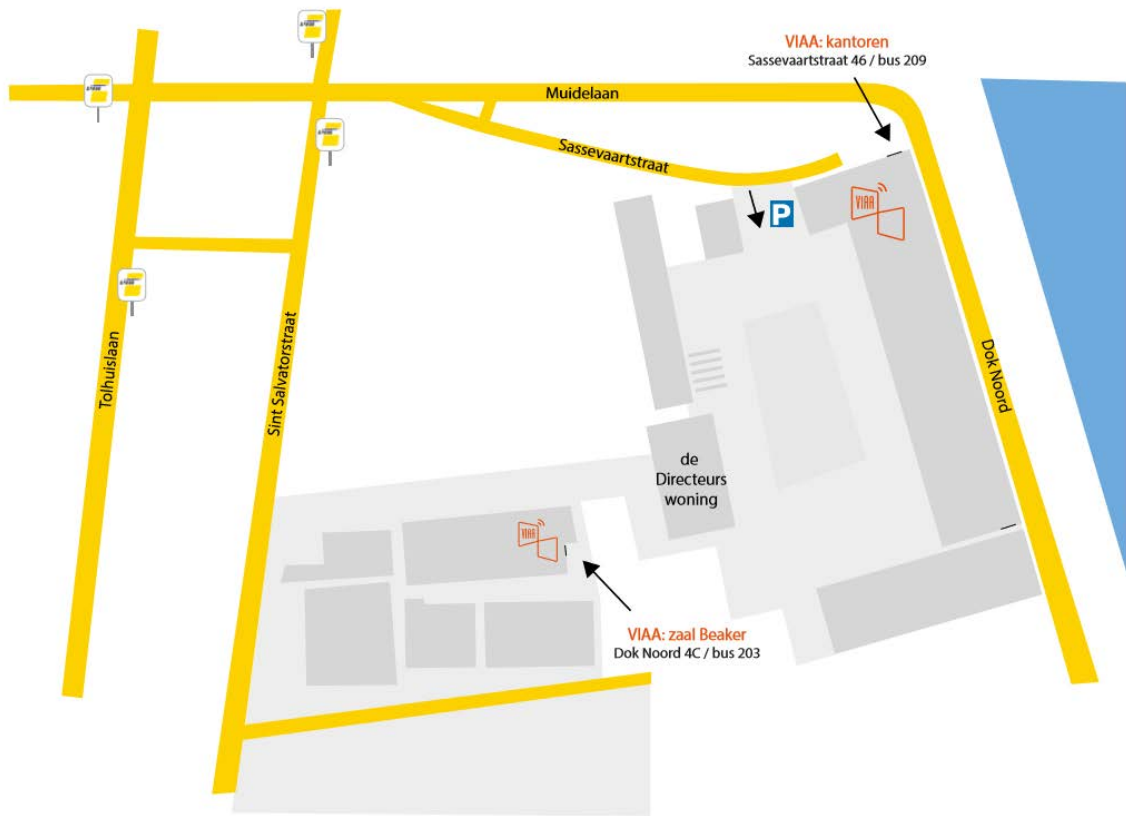 VIAA: kantoren
Sassevaartstraat 46 / bus 209
Muidelaan
Sassevaartstraat
P
VIAA
Dok Noord
Tolhuislaan
Sint Salvatorstraat
de
Directeurs
woning
VIAA
VIAA: zaal Beaker
Dok Noord 4C / bus 203